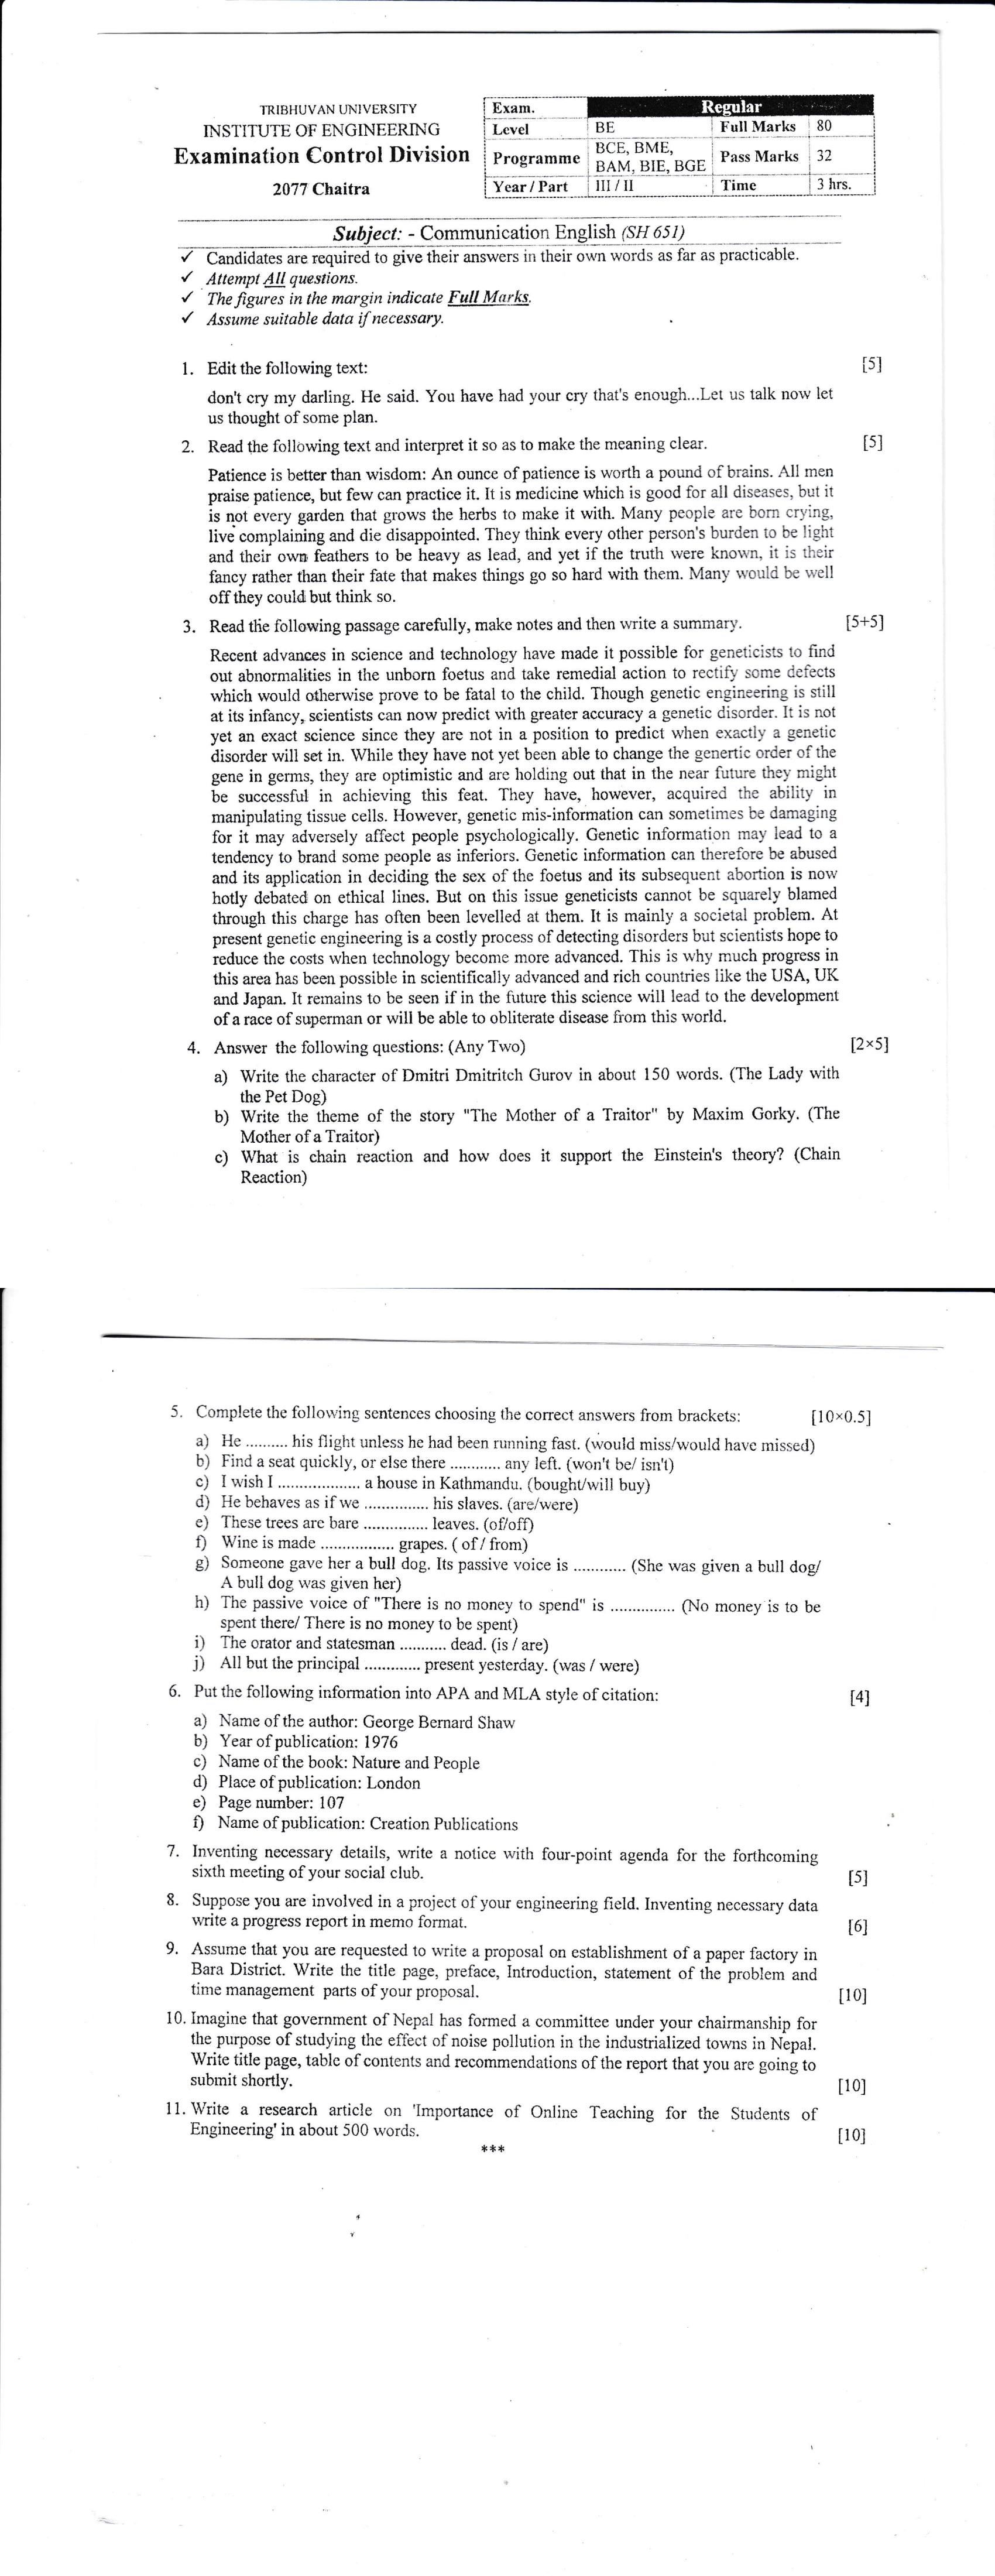 TRIBHUVAN UNIVERSITY
INSTITUTE OF ENGINEERING
Examination Control Division
2077 Chaitra
Exam. Regular
Level BE Full Marks 80
Programme BCE, BME, BAM, BIE, BGE Pass Marks 32
Year / Part III / II Time 3 hrs.
Subject: - Communication English (SH 651)
✓ Candidates are required to give their answers in their own words as far as practicable.
✓ Attempt All questions.
✓ The figures in the margin indicate Full Marks.
✓ Assume suitable data if necessary.
1. Edit the following text: [5]
don't cry my darling. He said. You have had your cry that's enough...Let us talk now let
us thought of some plan.
2. Read the following text and interpret it so as to make the meaning clear. [5]
Patience is better than wisdom: An ounce of patience is worth a pound of brains. All men
praise patience, but few can practice it. It is medicine which is good for all diseases, but it
is not every garden that grows the herbs to make it with. Many people are born crying,
live complaining and die disappointed. They think every other person's burden to be light
and their own feathers to be heavy as lead, and yet if the truth were known, it is their
fancy rather than their fate that makes things go so hard with them. Many would be well
off they could but think so.
3. Read the following passage carefully, make notes and then write a summary. [5+5]
Recent advances in science and technology have made it possible for geneticists to find
out abnormalities in the unborn foetus and take remedial action to rectify some defects
which would otherwise prove to be fatal to the child. Though genetic engineering is still
at its infancy, scientists can now predict with greater accuracy a genetic disorder. It is not
yet an exact science since they are not in a position to predict when exactly a genetic
disorder will set in. While they have not yet been able to change the genertic order of the
gene in germs, they are optimistic and are holding out that in the near future they might
be successful in achieving this feat. They have, however, acquired the ability in
manipulating tissue cells. However, genetic mis-information can sometimes be damaging
for it may adversely affect people psychologically. Genetic information may lead to a
tendency to brand some people as inferiors. Genetic information can therefore be abused
and its application in deciding the sex of the foetus and its subsequent abortion is now
hotly debated on ethical lines. But on this issue geneticists cannot be squarely blamed
through this charge has often been levelled at them. It is mainly a societal problem. At
present genetic engineering is a costly process of detecting disorders but scientists hope to
reduce the costs when technology become more advanced. This is why much progress in
this area has been possible in scientifically advanced and rich countries like the USA, UK
and Japan. It remains to be seen if in the future this science will lead to the development
of a race of superman or will be able to obliterate disease from this world.
4. Answer the following questions: (Any Two) [2×5]
a) Write the character of Dmitri Dmitritch Gurov in about 150 words. (The Lady with
the Pet Dog)
b) Write the theme of the story "The Mother of a Traitor" by Maxim Gorky. (The
Mother of a Traitor)
c) What is chain reaction and how does it support the Einstein's theory? (Chain
Reaction)
5. Complete the following sentences choosing the correct answers from brackets: [10×0.5]
a) He .......... his flight unless he had been running fast. (would miss/would have missed)
b) Find a seat quickly, or else there ............ any left. (won't be/ isn't)
c) I wish I ................... a house in Kathmandu. (bought/will buy)
d) He behaves as if we ............... his slaves. (are/were)
e) These trees are bare ............... leaves. (of/off)
f) Wine is made ................. grapes. ( of / from)
g) Someone gave her a bull dog. Its passive voice is ............ (She was given a bull dog/
A bull dog was given her)
h) The passive voice of "There is no money to spend" is ............... (No money is to be
spent there/ There is no money to be spent)
i) The orator and statesman ........... dead. (is / are)
j) All but the principal ............. present yesterday. (was / were)
6. Put the following information into APA and MLA style of citation: [4]
a) Name of the author: George Bernard Shaw
b) Year of publication: 1976
c) Name of the book: Nature and People
d) Place of publication: London
e) Page number: 107
f) Name of publication: Creation Publications
7. Inventing necessary details, write a notice with four-point agenda for the forthcoming
sixth meeting of your social club. [5]
8. Suppose you are involved in a project of your engineering field. Inventing necessary data
write a progress report in memo format. [6]
9. Assume that you are requested to write a proposal on establishment of a paper factory in
Bara District. Write the title page, preface, Introduction, statement of the problem and
time management parts of your proposal. [10]
10. Imagine that government of Nepal has formed a committee under your chairmanship for
the purpose of studying the effect of noise pollution in the industrialized towns in Nepal.
Write title page, table of contents and recommendations of the report that you are going to
submit shortly. [10]
11. Write a research article on 'Importance of Online Teaching for the Students of
Engineering' in about 500 words. [10]
***